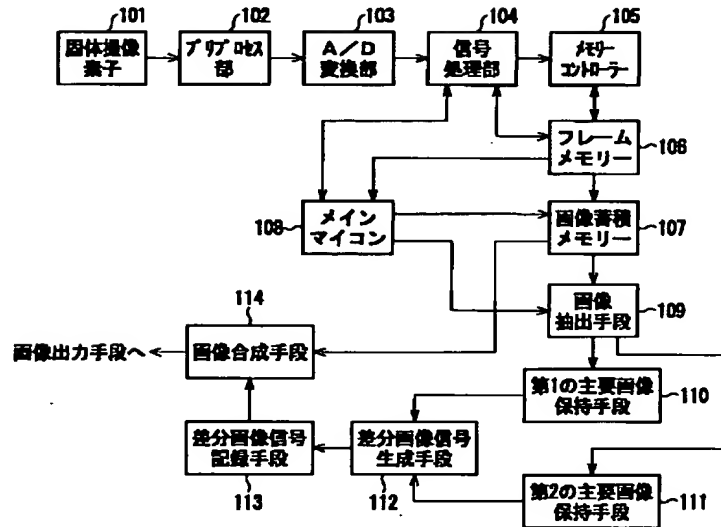 101
102
103
104
105
固体撮像
素子
プリプロセス
部
A/D
変換部
信号
処理部
メモリー
コントローラー
フレーム
メモリー
106
108
メイン
マイコン
画像蓄積
メモリー
107
114
画像
抽出手段
109
画像出力手段へ
画像合成手段
第1の主要画像
保持手段
110
差分画像信号
記録手段
差分画像信号
生成手段
113
112
第2の主要画像
保持手段
111